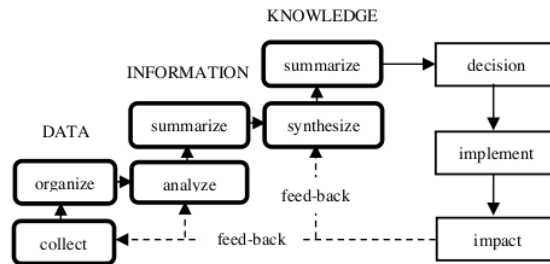 KNOWLEDGE
summarize
decision
INFORMATION
summarize
synthesize
DATA
implement
organize
analyze
feed-back
collect
feed-back
impact